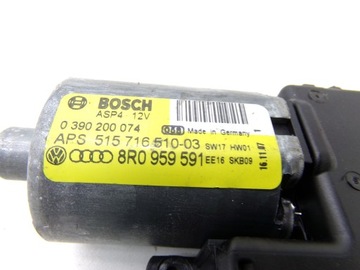 BOSCH
ASP4 12V
0 390 200 074 Made in Germany 1
APS 515 716 510-03 SW17 HW01
8R0 959 591 EE16 SKB09
16.11.07